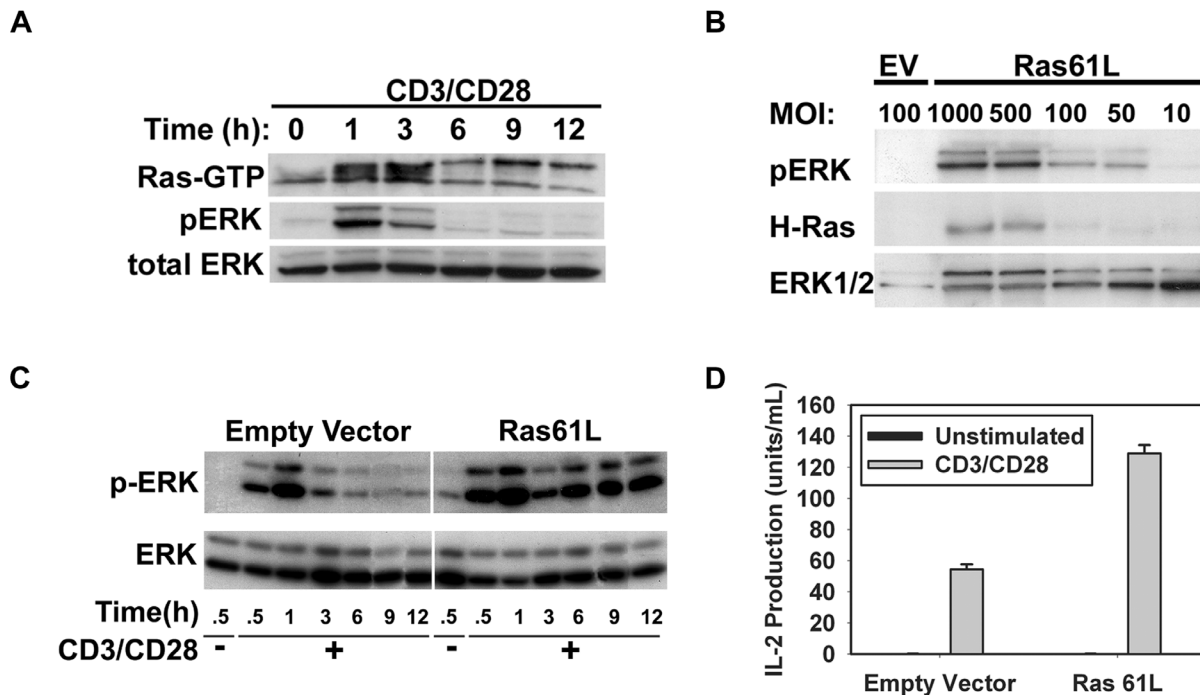 A
CD3/CD28
Time (h): 0 1 3 6 9 12
Ras-GTP
pERK
total ERK
B
EV Ras61L
MOI: 100 1000 500 100 50 10
pERK
H-Ras
ERK1/2
C
Empty Vector Ras61L
p-ERK
ERK
Time(h) .5 .5 1 3 6 9 12 .5 .5 1 3 6 9 12
CD3/CD28 - + - +
D
IL-2 Production (units/mL)
160
140
120
100
80
60
40
20
0
Unstimulated
CD3/CD28
Empty Vector Ras 61L